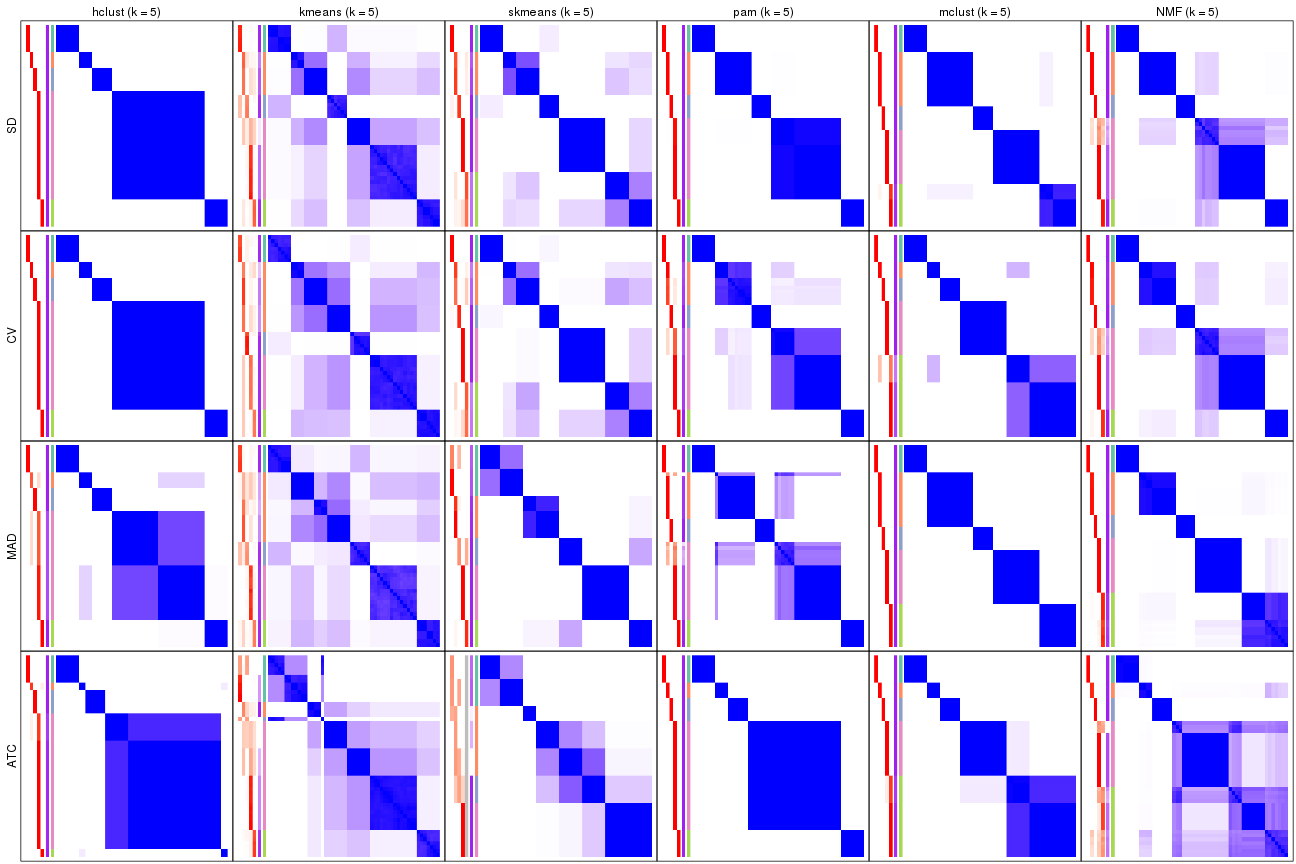 hclust (k = 5) kmeans (k = 5) skmeans (k = 5) pam (k = 5) mclust (k = 5) NMF (k = 5)
SD
CV
MAD
ATC